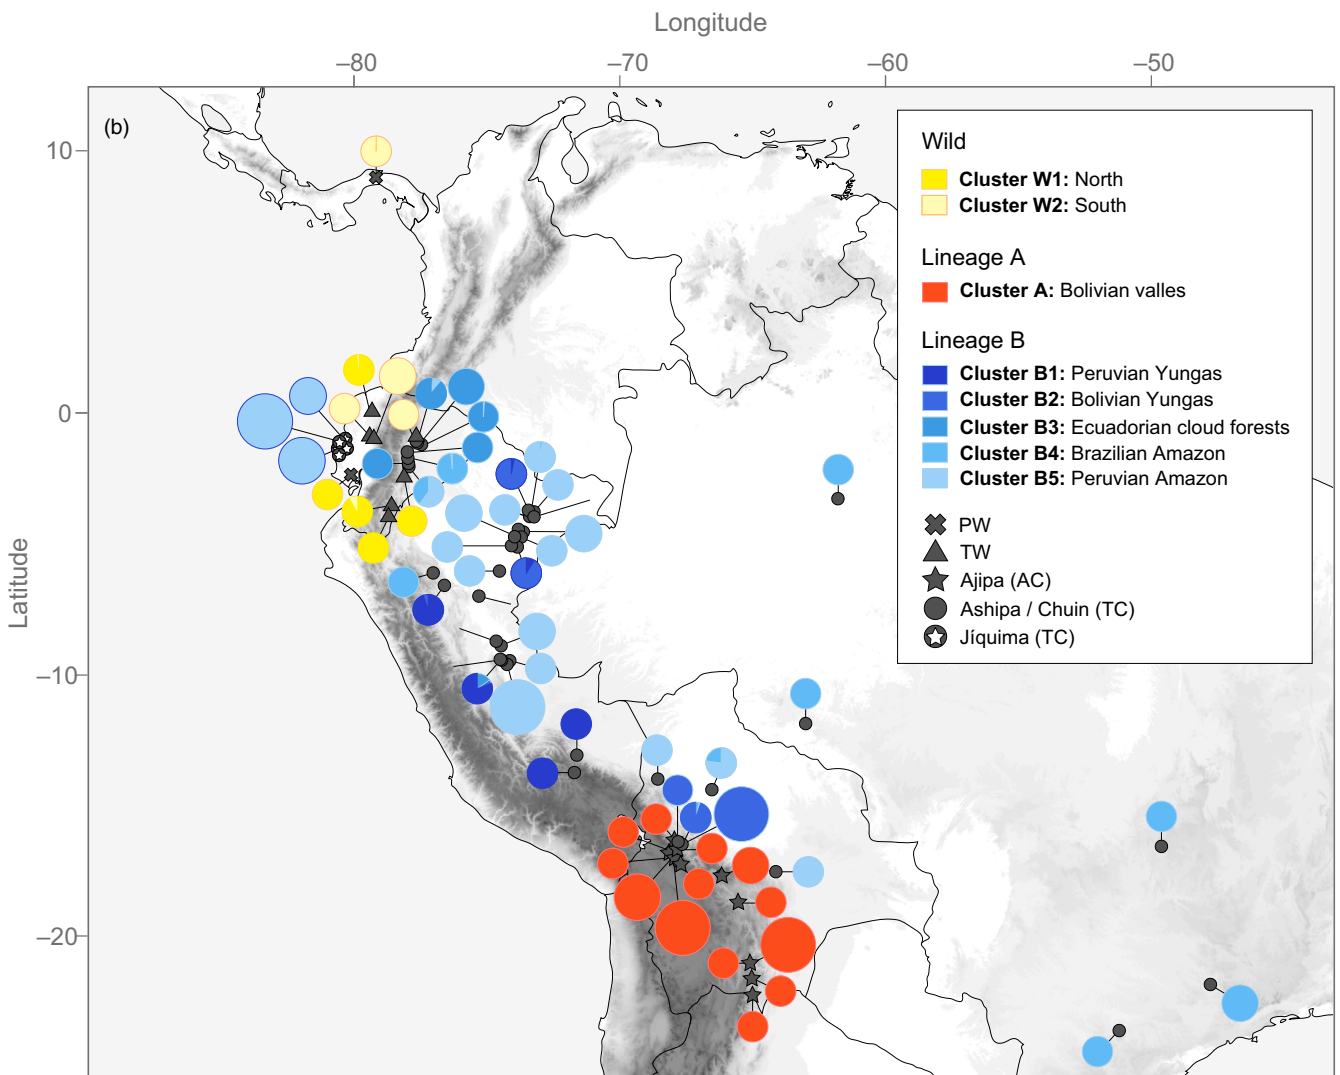 Longitude
–80
–70
–60
–50
(b)
10
0
–10
–20
Latitude
Wild
Cluster W1: North
Cluster W2: South
Lineage A
Cluster A: Bolivian valles
Lineage B
Cluster B1: Peruvian Yungas
Cluster B2: Bolivian Yungas
Cluster B3: Ecuadorian cloud forests
Cluster B4: Brazilian Amazon
Cluster B5: Peruvian Amazon
PW
TW
Ajipa (AC)
Ashipa / Chuin (TC)
Jíquima (TC)